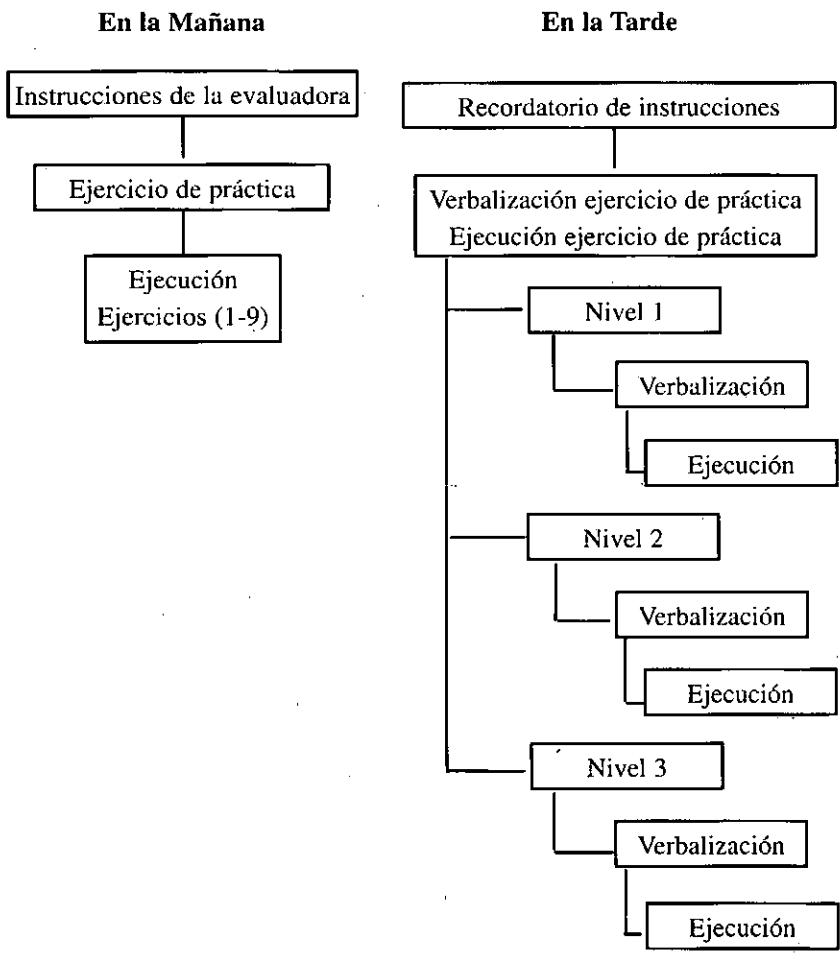 En la Mañana
Instrucciones de la evaluadora
Ejercicio de práctica
Ejecución
Ejercicios (1-9)
En la Tarde
Recordatorio de instrucciones
Verbalización ejercicio de práctica
Ejecución ejercicio de práctica
Nivel 1
Verbalización
Ejecución
Nivel 2
Verbalización
Ejecución
Nivel 3
Verbalización
Ejecución